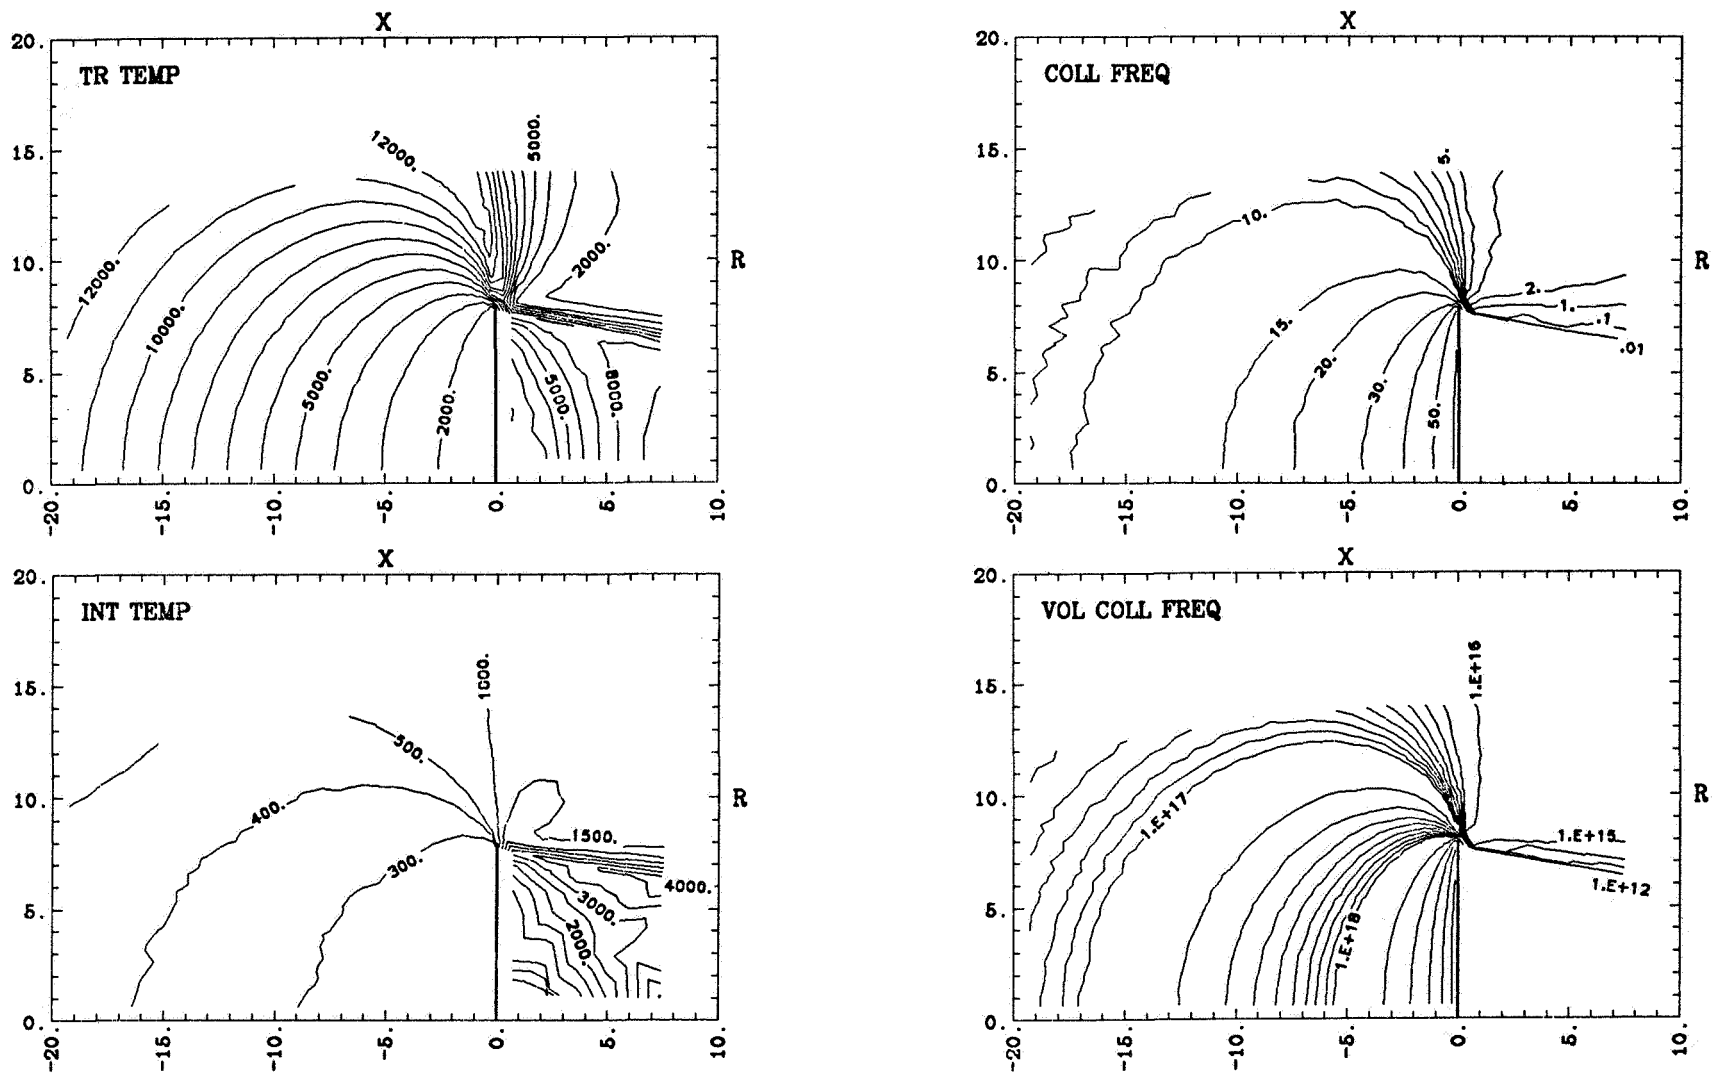 X
20.
TR TEMP
12000.
5000.
15.
12000.
2000.
10.
R
10000.
5000.
2000.
5000.
8000.
5.
0.
-20. -15. -10. -5. 0. 5. 10.
X
20.
COLL FREQ
5.
15.
10.
10.
R
2.
1.
.1
.01
15.
20.
30.
50.
5.
0.
-20. -15. -10. -5. 0. 5. 10.
X
20.
INT TEMP
1000.
15.
500.
10.
R
400.
1500.
300.
4000.
3000.
2000.
5.
0.
-20. -15. -10. -5. 0. 5. 10.
X
20.
VOL COLL FREQ
1.E+16
15.
10.
R
1.E+17
1.E+15
1.E+12
1.E+18
5.
0.
-20. -15. -10. -5. 0. 5. 10.